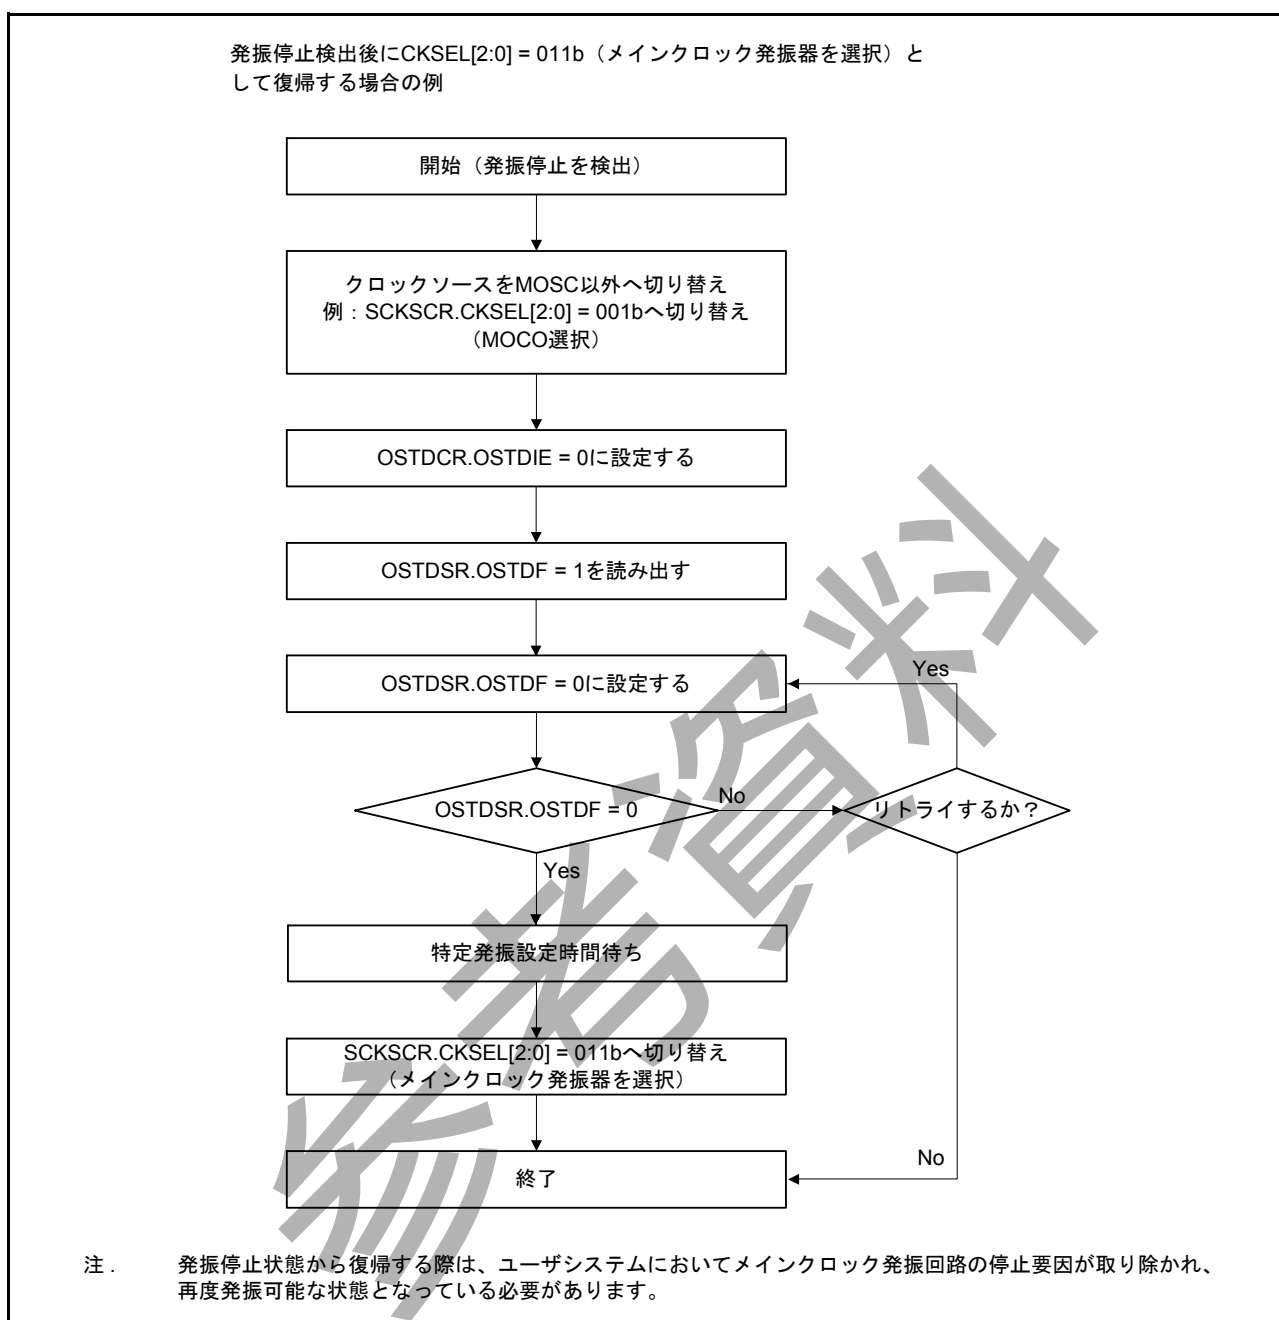 発振停止検出後にCKSEL[2:0] = 011b（メインクロック発振器を選択）と
して復帰する場合の例
開始（発振停止を検出）
クロックソースをMOSC以外へ切り替え
例：SCKSCR.CKSEL[2:0] = 001bへ切り替え
（MOCO選択）
OSTDCR.OSTDIE = 0に設定する
OSTDSR.OSTDF = 1を読み出す
OSTDSR.OSTDF = 0に設定する
Yes
OSTDSR.OSTDF = 0
No
リトライするか？
Yes
特定発振設定時間待ち
SCKSCR.CKSEL[2:0] = 011bへ切り替え
（メインクロック発振器を選択）
No
終了
注．　発振停止状態から復帰する際は、ユーザシステムにおいてメインクロック発振回路の停止要因が取り除かれ、
再度発振可能な状態となっている必要があります。
参考資料